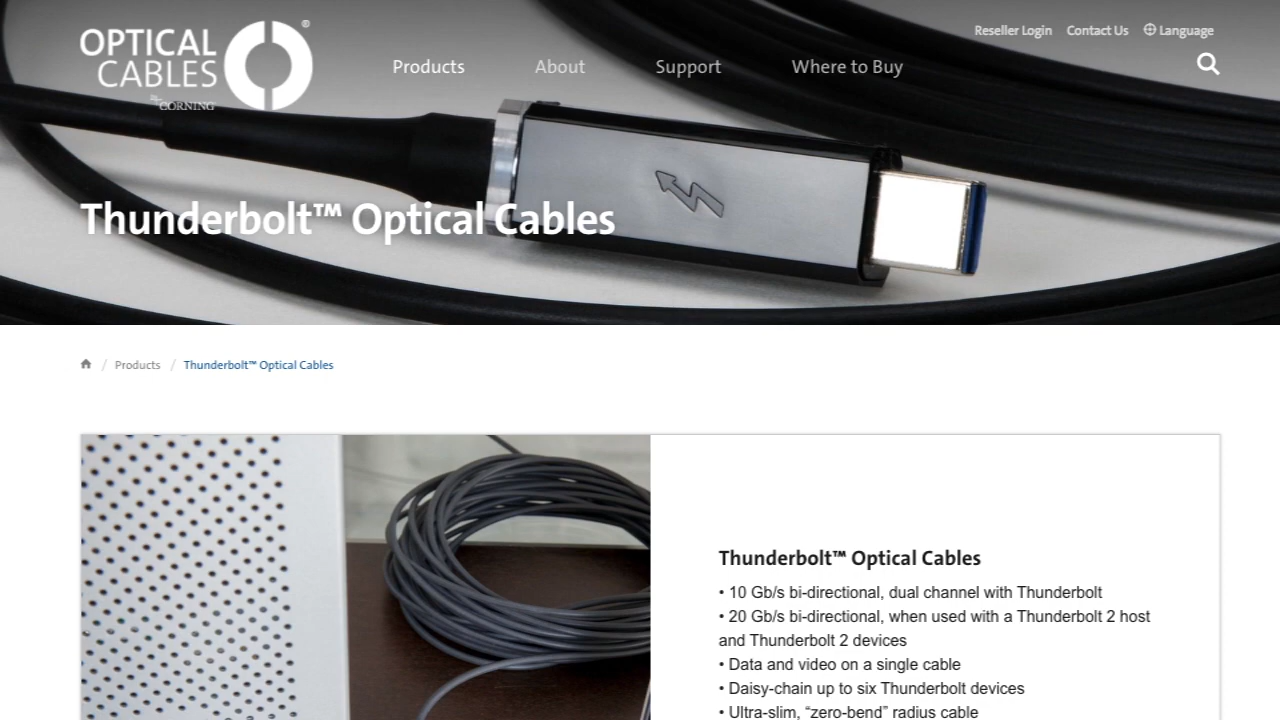 Reseller Login Contact Us Language
OPTICAL
CABLES
®
CORNING
Products About Support Where to Buy
Thunderbolt™ Optical Cables
/ Products / Thunderbolt™ Optical Cables
Thunderbolt™ Optical Cables
• 10 Gb/s bi-directional, dual channel with Thunderbolt
• 20 Gb/s bi-directional, when used with a Thunderbolt 2 host
and Thunderbolt 2 devices
• Data and video on a single cable
• Daisy-chain up to six Thunderbolt devices
• Ultra-slim, “zero-bend” radius cable